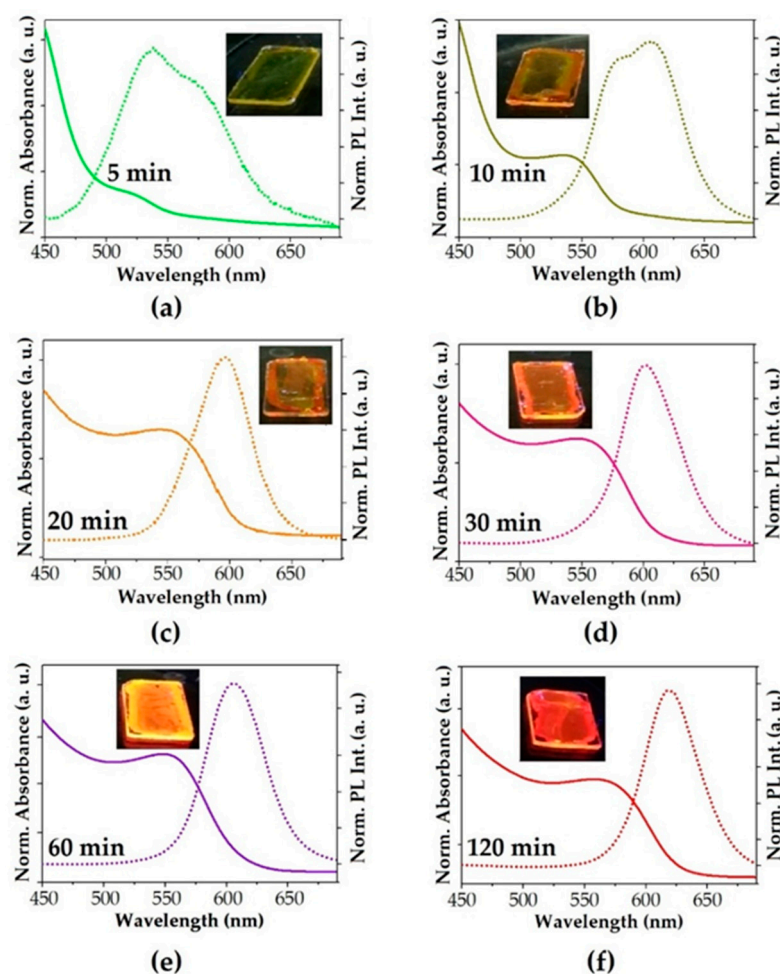 Norm. Absorbance (a. u.)
5 min
Norm. PL Int. (a. u.)
450 500 550 600 650
Wavelength (nm)
(a)
Norm. Absorbance (a. u.)
10 min
Norm. PL Int. (a. u.)
450 500 550 600 650
Wavelength (nm)
(b)
Norm. Absorbance (a. u.)
20 min
Norm. PL Int. (a. u.)
450 500 550 600 650
Wavelength (nm)
(c)
Norm. Absorbance (a. u.)
30 min
Norm. PL Int. (a. u.)
450 500 550 600 650
Wavelength (nm)
(d)
Norm. Absorbance (a. u.)
60 min
Norm. PL Int. (a. u.)
450 500 550 600 650
Wavelength (nm)
(e)
Norm. Absorbance (a. u.)
120 min
Norm. PL Int. (a. u.)
450 500 550 600 650
Wavelength (nm)
(f)